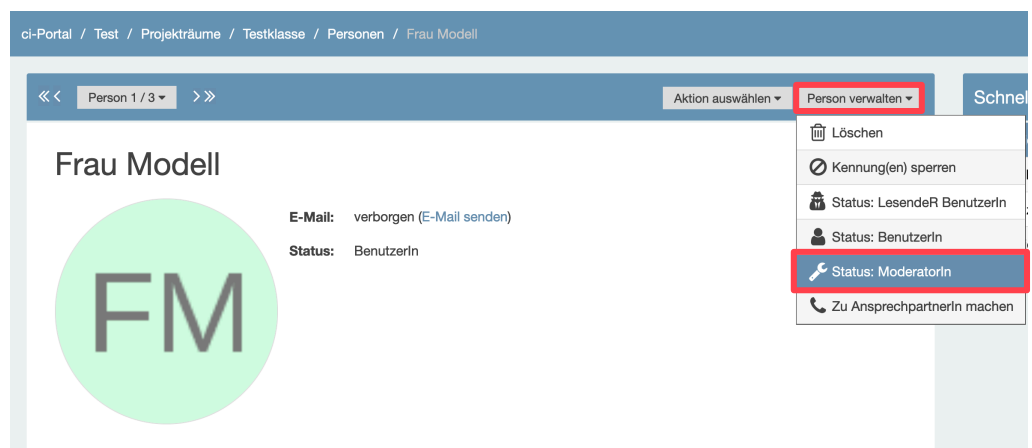 ci-Portal / Test / Projekträume / Testklasse / Personen / Frau Modell
Person 1 / 3
Aktion auswählen
Person verwalten
Schnel
Löschen
Frau Modell
Kennung(en) sperren
Status: LesendeR BenutzerIn
E-Mail: verborgen (E-Mail senden)
Status: BenutzerIn
Status: BenutzerIn
FM
Status: ModeratorIn
Zu AnsprechpartnerIn machen